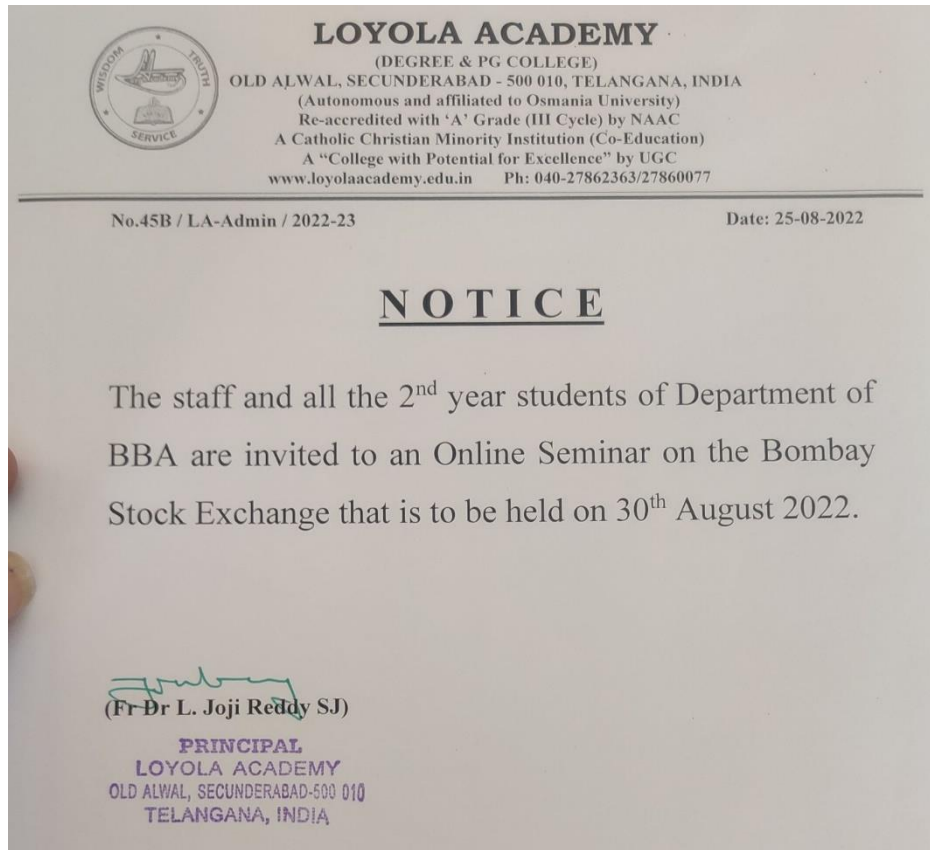 WISDOM TRUTH
SERVICE
LOYOLA ACADEMY
(DEGREE & PG COLLEGE)
OLD ALWAL, SECUNDERABAD - 500 010, TELANGANA, INDIA
(Autonomous and affiliated to Osmania University)
Re-accredited with ‘A’ Grade (III Cycle) by NAAC
A Catholic Christian Minority Institution (Co-Education)
A “College with Potential for Excellence” by UGC
www.loyolaacademy.edu.in Ph: 040-27862363/27860077
No.45B / LA-Admin / 2022-23 Date: 25-08-2022
NOTICE
The staff and all the 2nd year students of Department of
BBA are invited to an Online Seminar on the Bombay
Stock Exchange that is to be held on 30th August 2022.
(Fr Dr L. Joji Reddy SJ)
PRINCIPAL
LOYOLA ACADEMY
OLD ALWAL, SECUNDERABAD-500 010
TELANGANA, INDIA